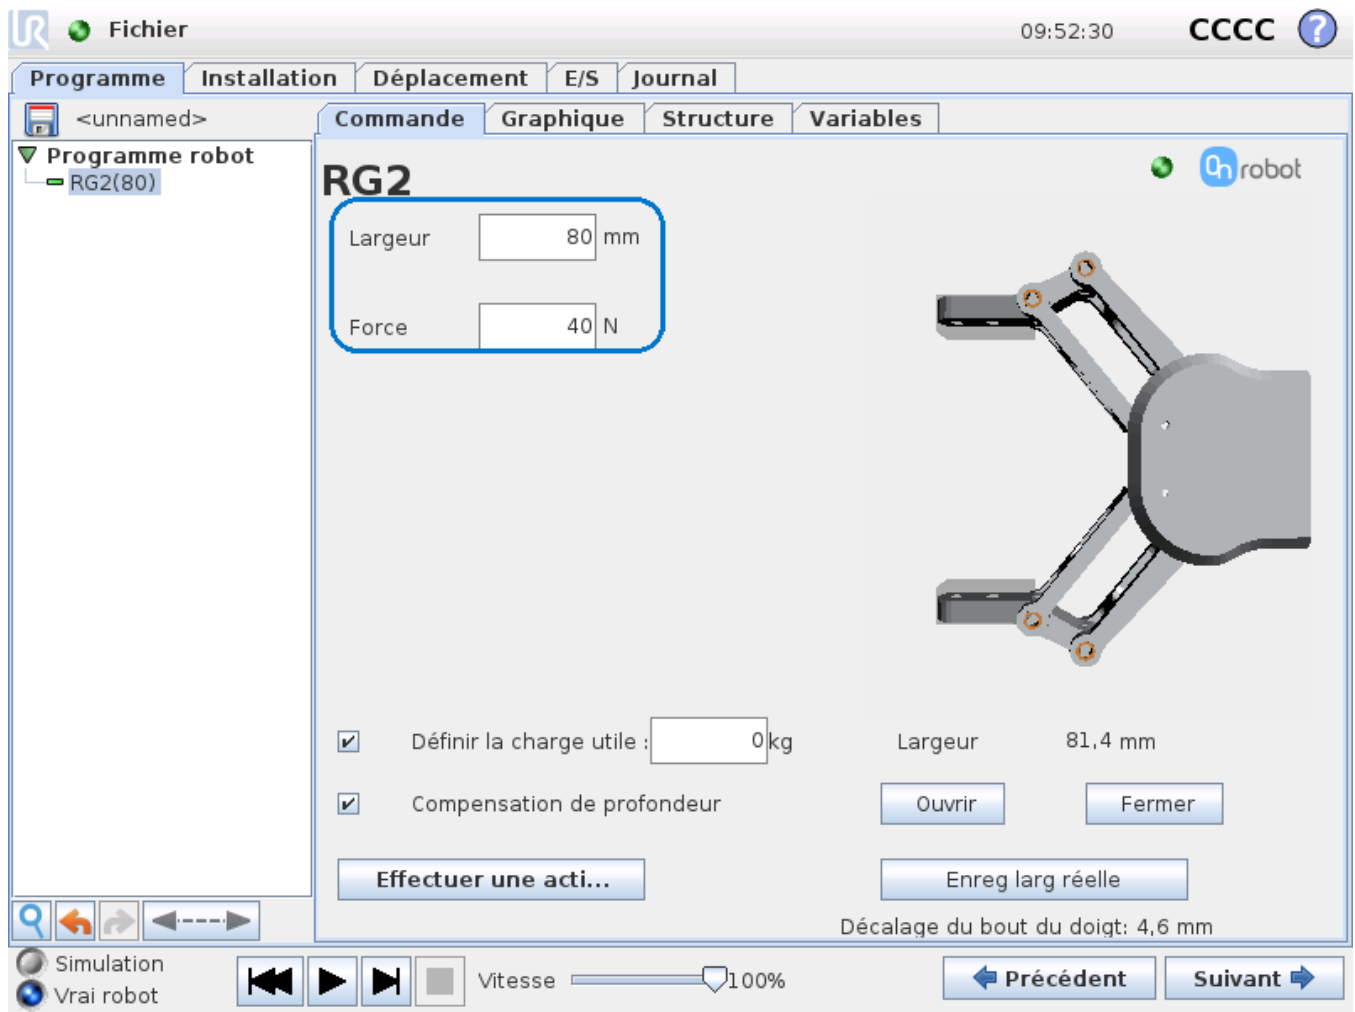 UR Fichier 09:52:30 CCCC ?
Programme Installation Déplacement E/S Journal
<unnamed> Commande Graphique Structure Variables
Programme robot
RG2(80)
RG2
On robot
Largeur 80 mm
Force 40 N
Définir la charge utile : 0 kg Largeur 81,4 mm
Compensation de profondeur Ouvrir Fermer
Effectuer une acti... Enreg larg réelle
Décalage du bout du doigt: 4,6 mm
Simulation
Vrai robot
Vitesse 100%
Précédent Suivant